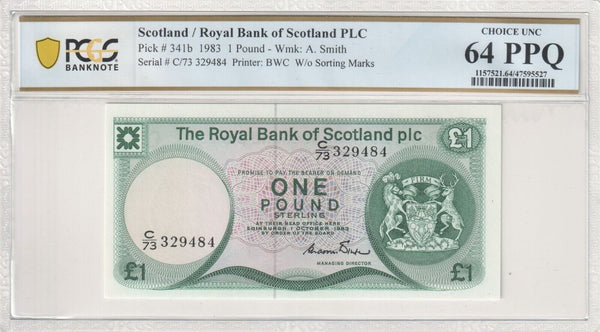 PCGS
BANKNOTE
Scotland / Royal Bank of Scotland PLC
Pick # 341b 1983 1 Pound - Wmk: A. Smith
Serial # C/73 329484 Printer: BWC W/o Sorting Marks
CHOICE UNC
64 PPQ
1157521.64/47595527
The Royal Bank of Scotland plc
£1
C/73 329484
PROMISE TO PAY THE BEARER ON DEMAND
ONE
POUND
STERLING
AT THEIR HEAD OFFICE HERE
EDINBURGH 1 OCTOBER 1983
BY ORDER OF THE BOARD
FIRM
C/73 329484
MANAGING DIRECTOR
£1
£1